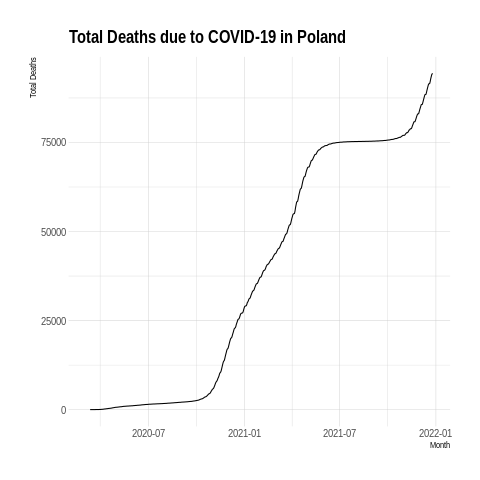 Total Deaths due to COVID-19 in Poland
Total Deaths
75000
50000
25000
0
2020-07 2021-01 2021-07 2022-01
Month